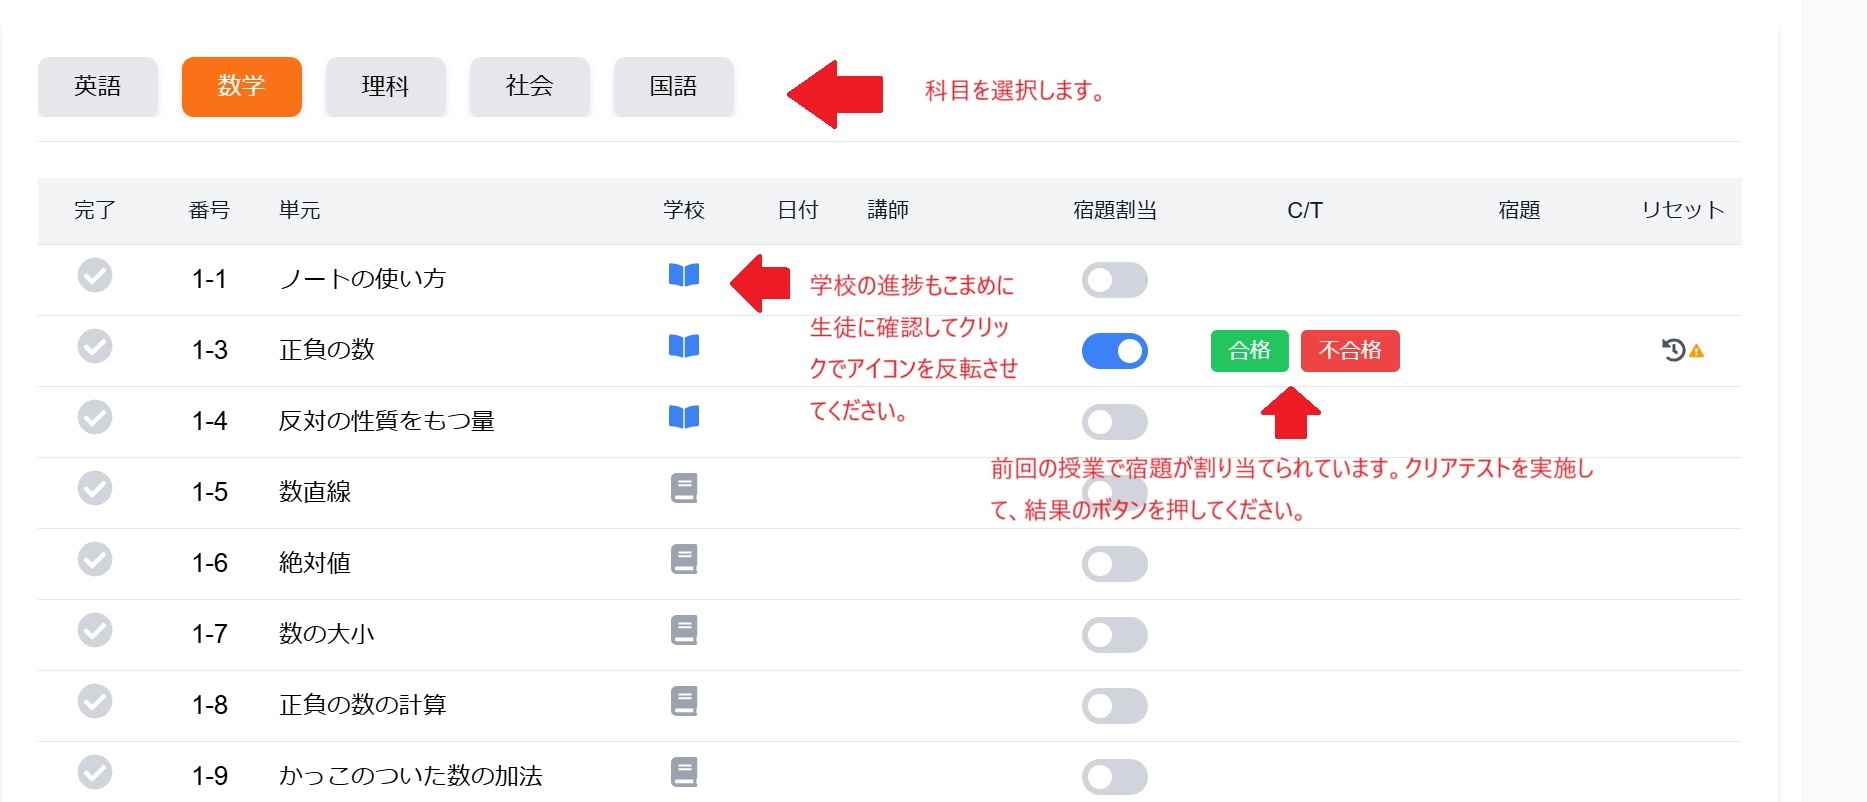 英語 数学 理科 社会 国語
科目を選択します。
完了 番号 単元 学校 日付 講師 宿題割当 C/T 宿題 リセット
1-1 ノートの使い方
学校の進捗もこまめに
生徒に確認してクリッ
クでアイコンを反転させ
てください。
1-3 正負の数 合格 不合格
1-4 反対の性質をもつ量
前回の授業で宿題が割り当てられています。クリアテストを実施し
て、結果のボタンを押してください。
1-5 数直線
1-6 絶対値
1-7 数の大小
1-8 正負の数の計算
1-9 かっこのついた数の加法